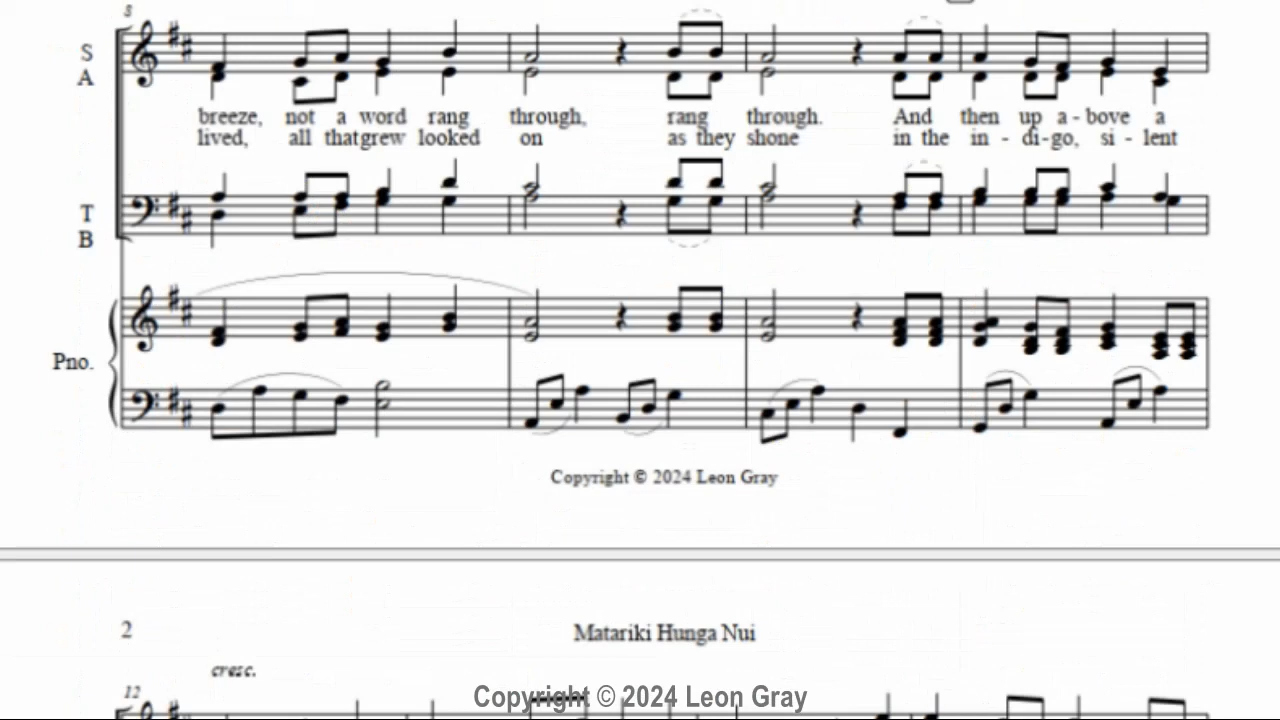 8
S
A
breeze, not a word rang through, rang through. And then up a - bove a
lived, all thatgrew looked on as they shone in the in - di-go, si - lent
T
B
Pno.
Copyright © 2024 Leon Gray
2
Matariki Hunga Nui
cresc.
12
Copyright © 2024 Leon Gray